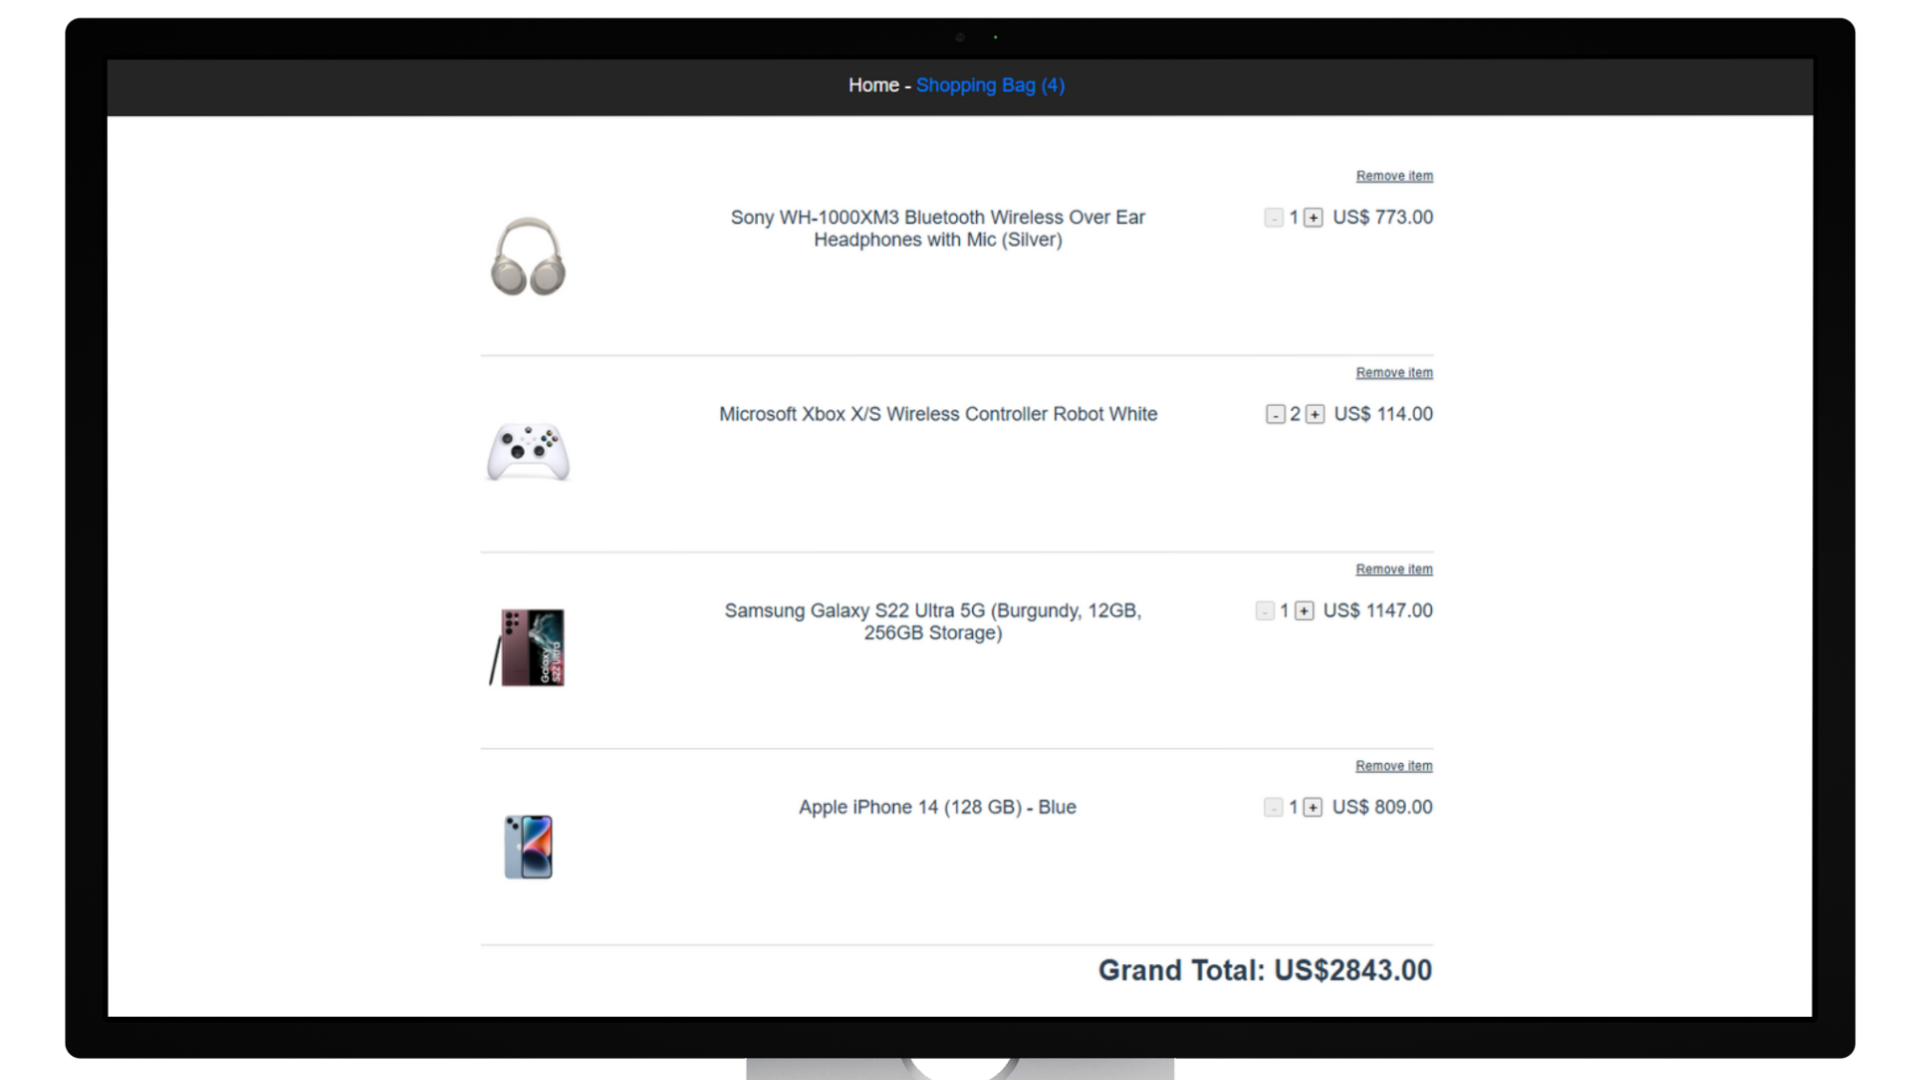 Home - Shopping Bag (4)
Remove item
Sony WH-1000XM3 Bluetooth Wireless Over Ear
Headphones with Mic (Silver)
- 1 + US$ 773.00
Remove item
Microsoft Xbox X/S Wireless Controller Robot White
- 2 + US$ 114.00
Remove item
Samsung Galaxy S22 Ultra 5G (Burgundy, 12GB,
256GB Storage)
- 1 + US$ 1147.00
Galaxy
S22 Ultra
Remove item
Apple iPhone 14 (128 GB) - Blue
- 1 + US$ 809.00
Grand Total: US$2843.00